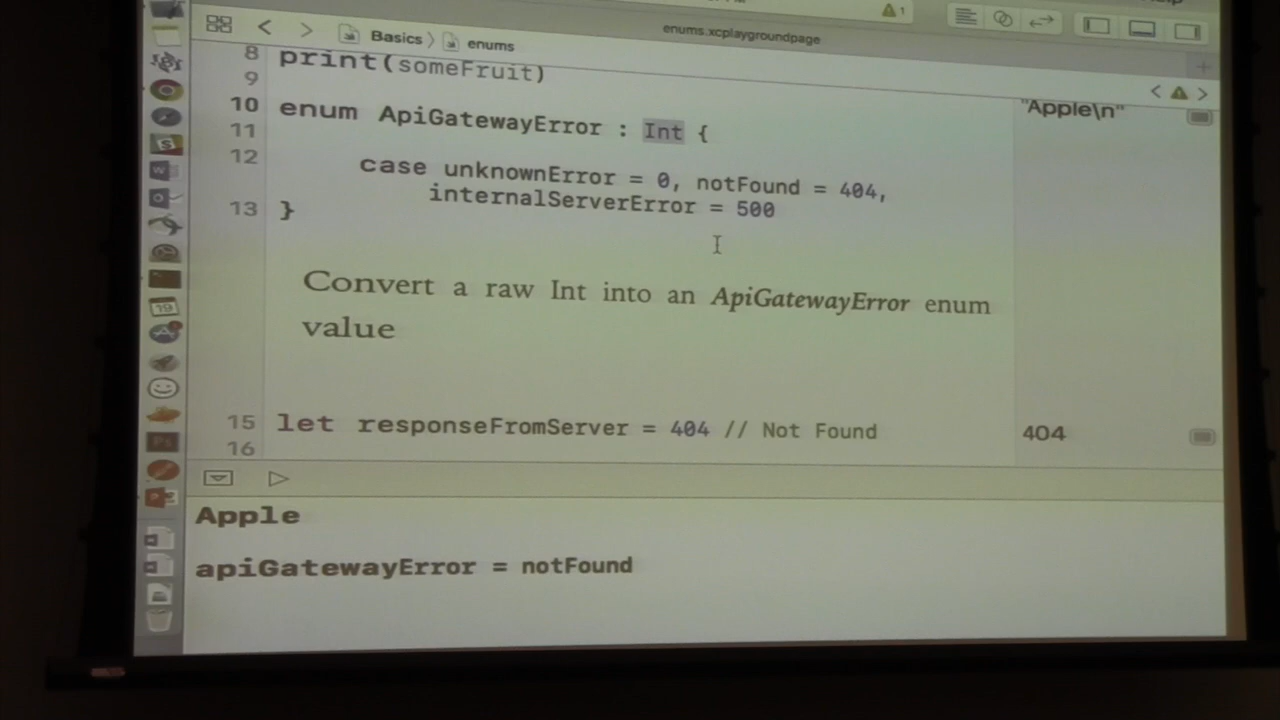 1
enums.xcplaygroundpage
Basics enums
8 print(someFruit)
"Apple\n"
9
10 enum ApiGatewayError : Int {
11
12 case unknownError = 0, notFound = 404,
internalServerError = 500
13 }
Convert a raw Int into an ApiGatewayError enum
value
15 let responseFromServer = 404 // Not Found
404
16
Apple
apiGatewayError = notFound